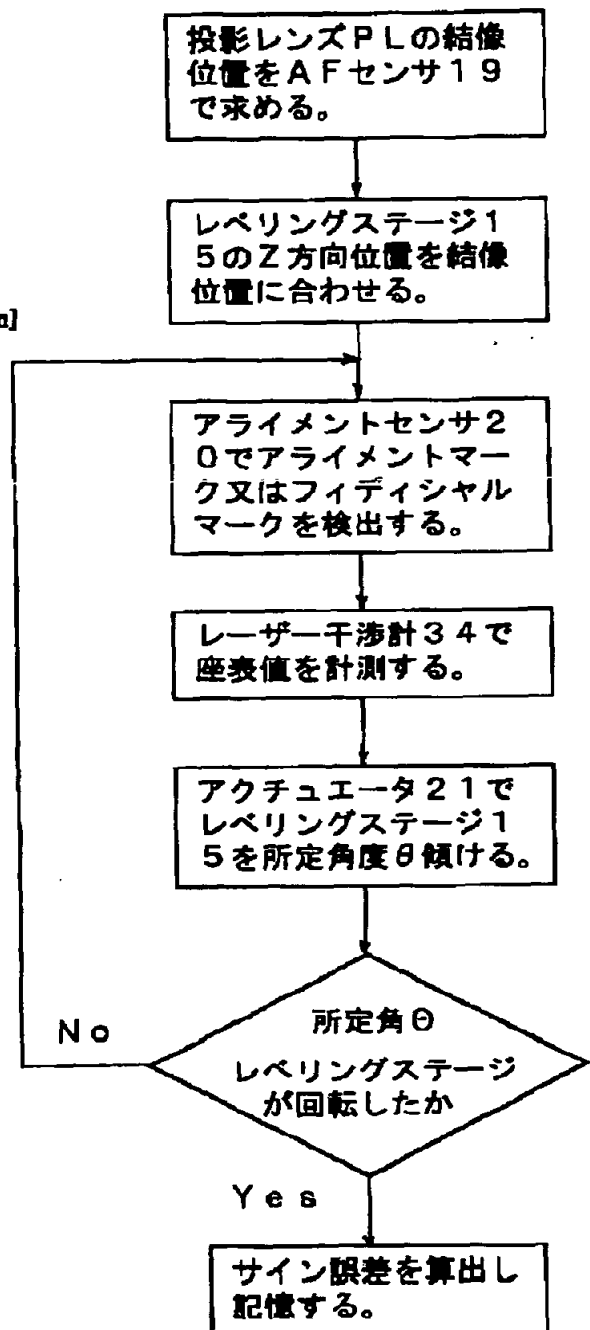 投影レンズPLの結像
位置をAFセンサ19
で求める。
レベリングステージ1
5のZ方向位置を結像
位置に合わせる。
アライメントセンサ2
0でアライメントマー
ク又はフィディシャル
マークを検出する。
レーザー干渉計34で
座表値を計測する。
アクチュエータ21で
レベリングステージ1
5を所定角度θ傾ける。
所定角Θ
レベリングステージ
が回転したか
No
Yes
サイン誤差を算出し
記憶する。